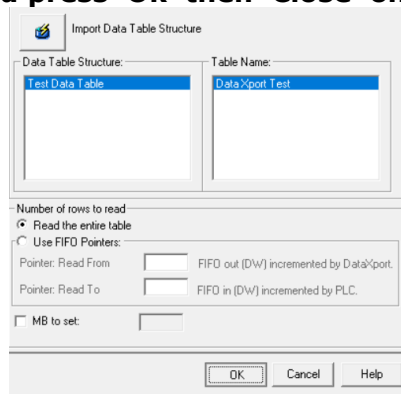 d press "OK" then "Close" on
Import Data Table Structure
Data Table Structure:
Table Name:
Test Data Table
Data Xport Test
Number of rows to read
Read the entire table
Use FIFO Pointers:
Pointer: Read From
FIFO out (DW) incremented by DataXport.
Pointer: Read To
FIFO in (DW) incremented by PLC.
MB to set:
OK
Cancel
Help